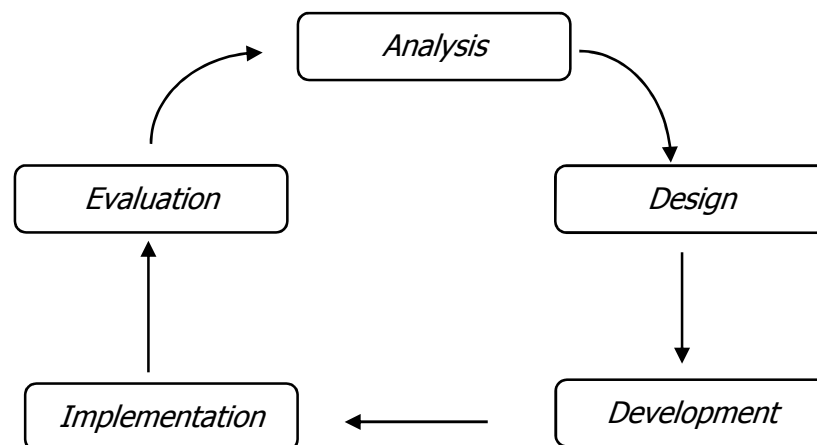 Analysis
Evaluation
Design
Implementation
Development